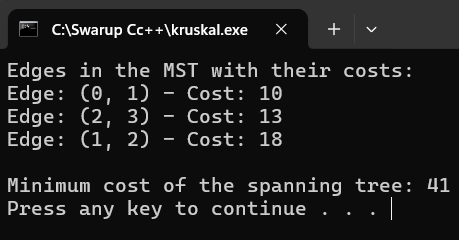 C:\Swarup Cc++\kruskal.exe
Edges in the MST with their costs:
Edge: (0, 1) - Cost: 10
Edge: (2, 3) - Cost: 13
Edge: (1, 2) - Cost: 18
Minimum cost of the spanning tree: 41
Press any key to continue . . .